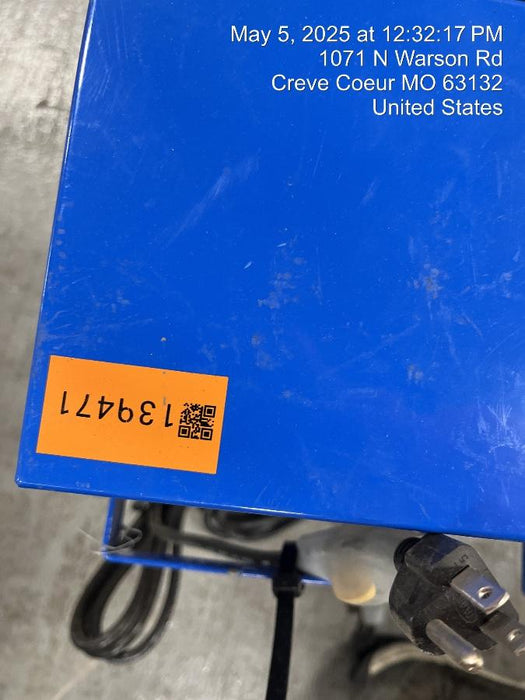 May 5, 2025 at 12:32:17 PM
1071 N Warson Rd
Creve Coeur MO 63132
United States
139471